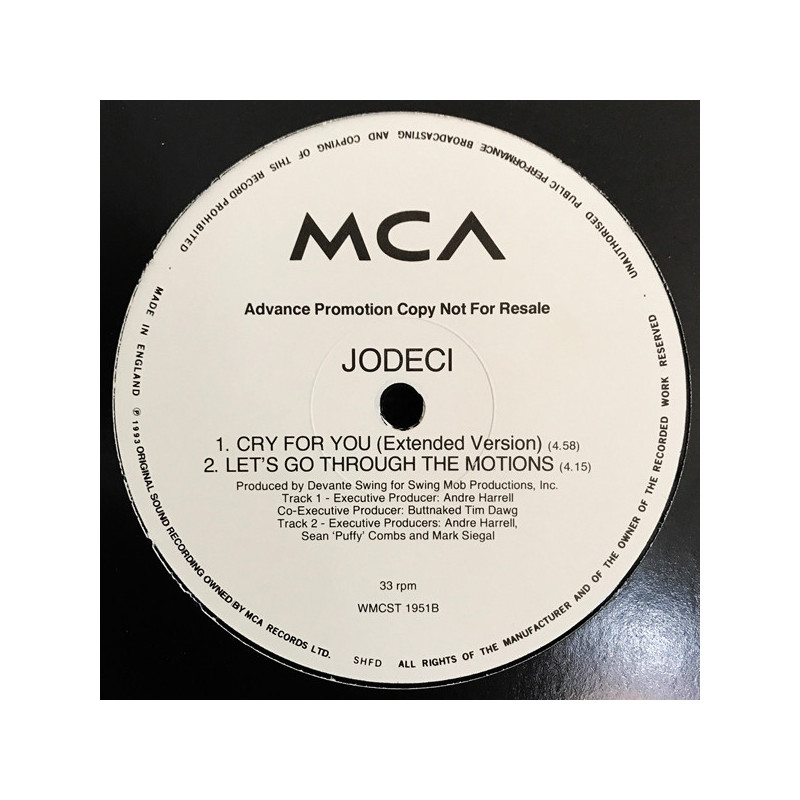 MCA
Advance Promotion Copy Not For Resale
JODECI
1. CRY FOR YOU (Extended Version) (4.58)
2. LET'S GO THROUGH THE MOTIONS (4.15)
Produced by Devante Swing for Swing Mob Productions, Inc.
Track 1 - Executive Producer: Andre Harrell
Co-Executive Producer: Buttnaked Tim Dawg
Track 2 - Executive Producers: Andre Harrell,
Sean 'Puffy' Combs and Mark Siegal
33 rpm
WMCST 1951B
MADE IN ENGLAND ℗ 1993 ORIGINAL SOUND RECORDING OWNED BY MCA RECORDS LTD.
SHFD
ALL RIGHTS OF THE MANUFACTURER AND OF THE OWNER OF THE RECORDED WORK RESERVED
UNAUTHORISED PUBLIC PERFORMANCE BROADCASTING AND COPYING OF THIS RECORD PROHIBITED